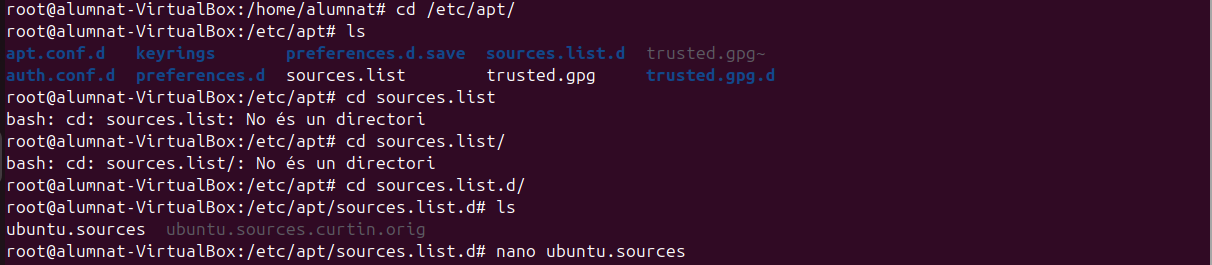 root@alumnat-VirtualBox:/home/alumnat# cd /etc/apt/
root@alumnat-VirtualBox:/etc/apt# ls
apt.conf.d   keyrings       preferences.d.save  sources.list.d  trusted.gpg~
auth.conf.d  preferences.d  sources.list        trusted.gpg     trusted.gpg.d
root@alumnat-VirtualBox:/etc/apt# cd sources.list
bash: cd: sources.list: No és un directori
root@alumnat-VirtualBox:/etc/apt# cd sources.list/
bash: cd: sources.list/: No és un directori
root@alumnat-VirtualBox:/etc/apt# cd sources.list.d/
root@alumnat-VirtualBox:/etc/apt/sources.list.d# ls
ubuntu.sources  ubuntu.sources.curtin.orig
root@alumnat-VirtualBox:/etc/apt/sources.list.d# nano ubuntu.sources